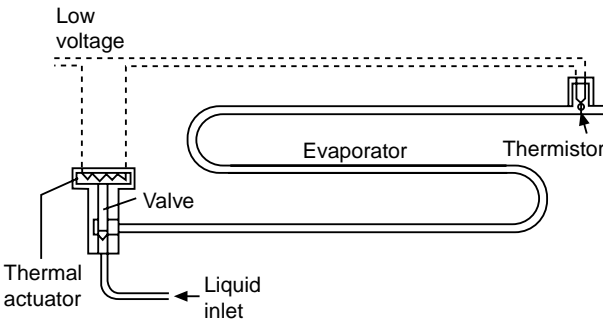 Low
voltage
Evaporator
Thermistor
Valve
Thermal
actuator
Liquid
inlet